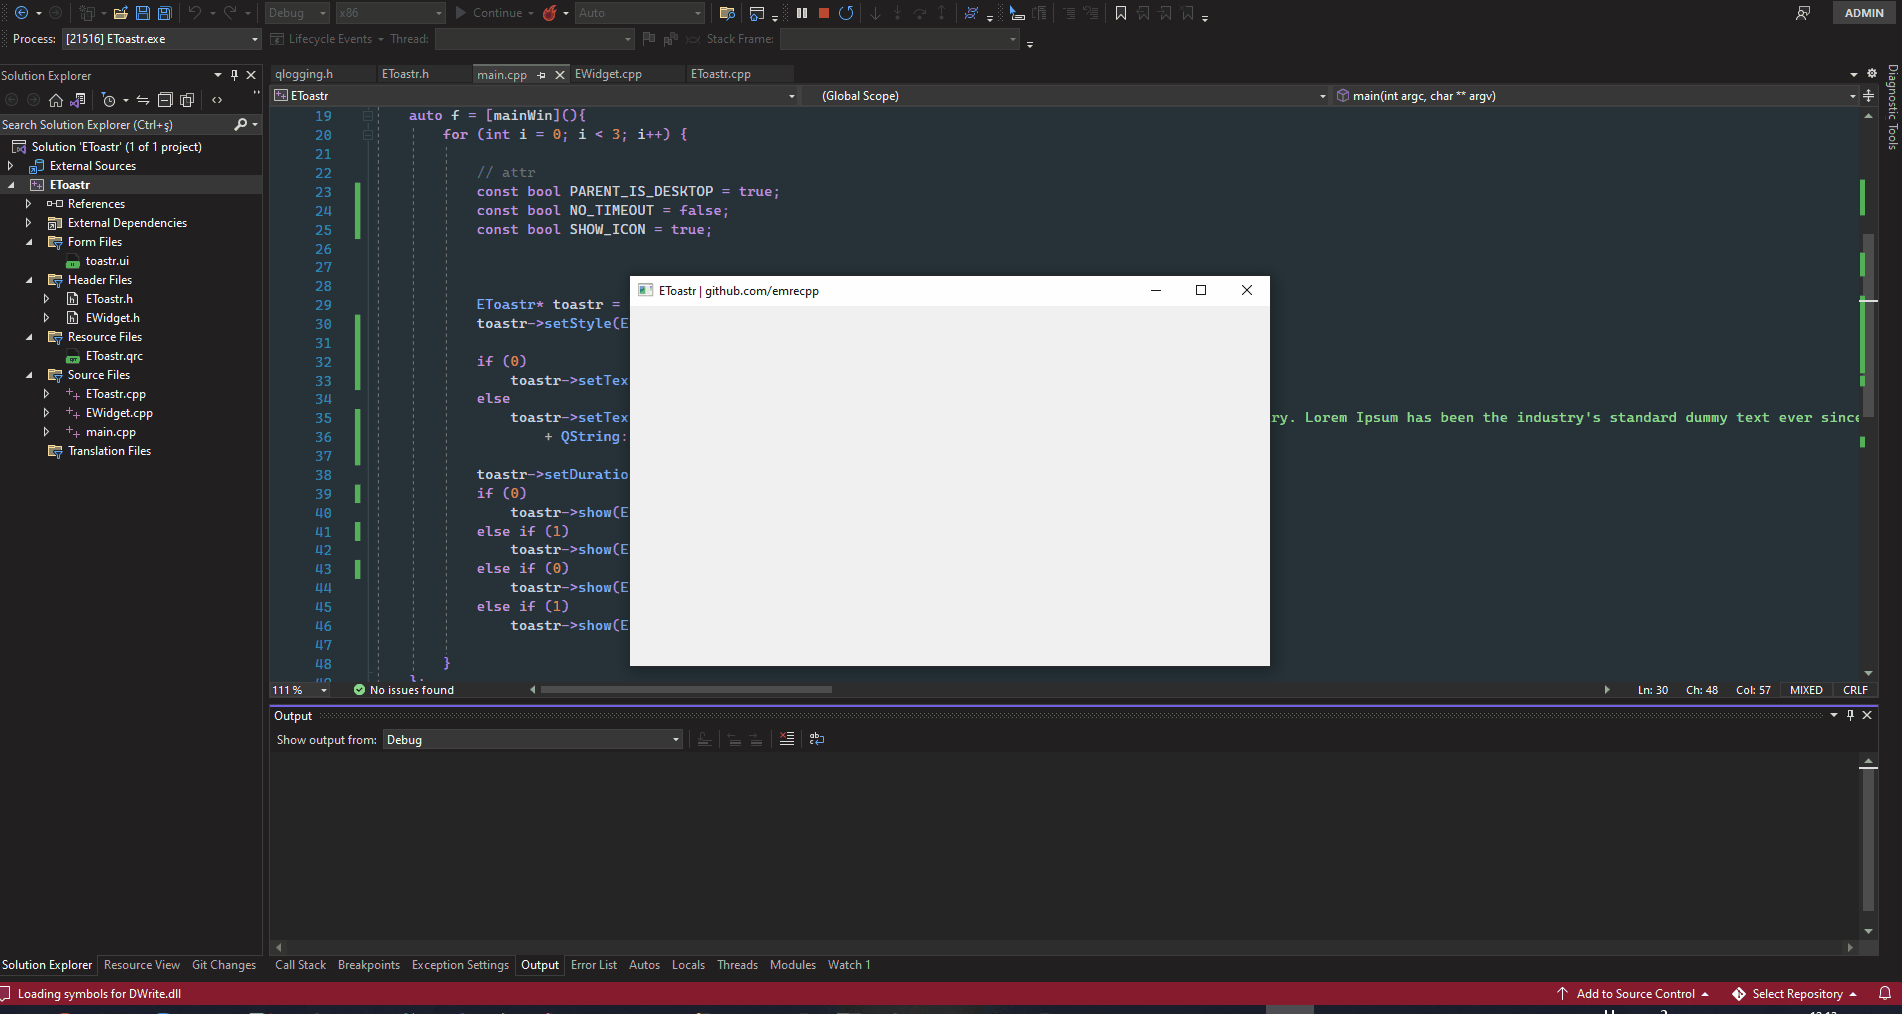 Debug
x86
Continue
Auto
ADMIN
Process:
[21516] EToastr.exe
Lifecycle Events
Thread:
Stack Frame:
Solution Explorer
Search Solution Explorer (Ctrl+ş)
Solution 'EToastr' (1 of 1 project)
External Sources
EToastr
References
External Dependencies
Form Files
toastr.ui
Header Files
EToastr.h
EWidget.h
Resource Files
EToastr.qrc
Source Files
EToastr.cpp
EWidget.cpp
main.cpp
Translation Files
qlogging.h
EToastr.h
main.cpp
EWidget.cpp
EToastr.cpp
EToastr
(Global Scope)
main(int argc, char ** argv)
Diagnostic Tools
19 auto f = [mainWin](){
20 for (int i = 0; i < 3; i++) {
21
22 // attr
23 const bool PARENT_IS_DESKTOP = true;
24 const bool NO_TIMEOUT = false;
25 const bool SHOW_ICON = true;
26
27
28
29 EToastr* toastr =
30 toastr->setStyle(E
31
32 if (0)
33 toastr->setTex
34 else
35 toastr->setTex ry. Lorem Ipsum has been the industry's standard dummy text ever since
36 + QString:
37
38 toastr->setDuratio
39 if (0)
40 toastr->show(E
41 else if (1)
42 toastr->show(E
43 else if (0)
44 toastr->show(E
45 else if (1)
46 toastr->show(E
47
48 }
};
EToastr | github.com/emrecpp
111 %
No issues found
Ln: 30
Ch: 48
Col: 57
MIXED
CRLF
Output
Show output from:
Debug
Solution Explorer
Resource View
Git Changes
Call Stack
Breakpoints
Exception Settings
Output
Error List
Autos
Locals
Threads
Modules
Watch 1
Loading symbols for DWrite.dll
Add to Source Control
Select Repository